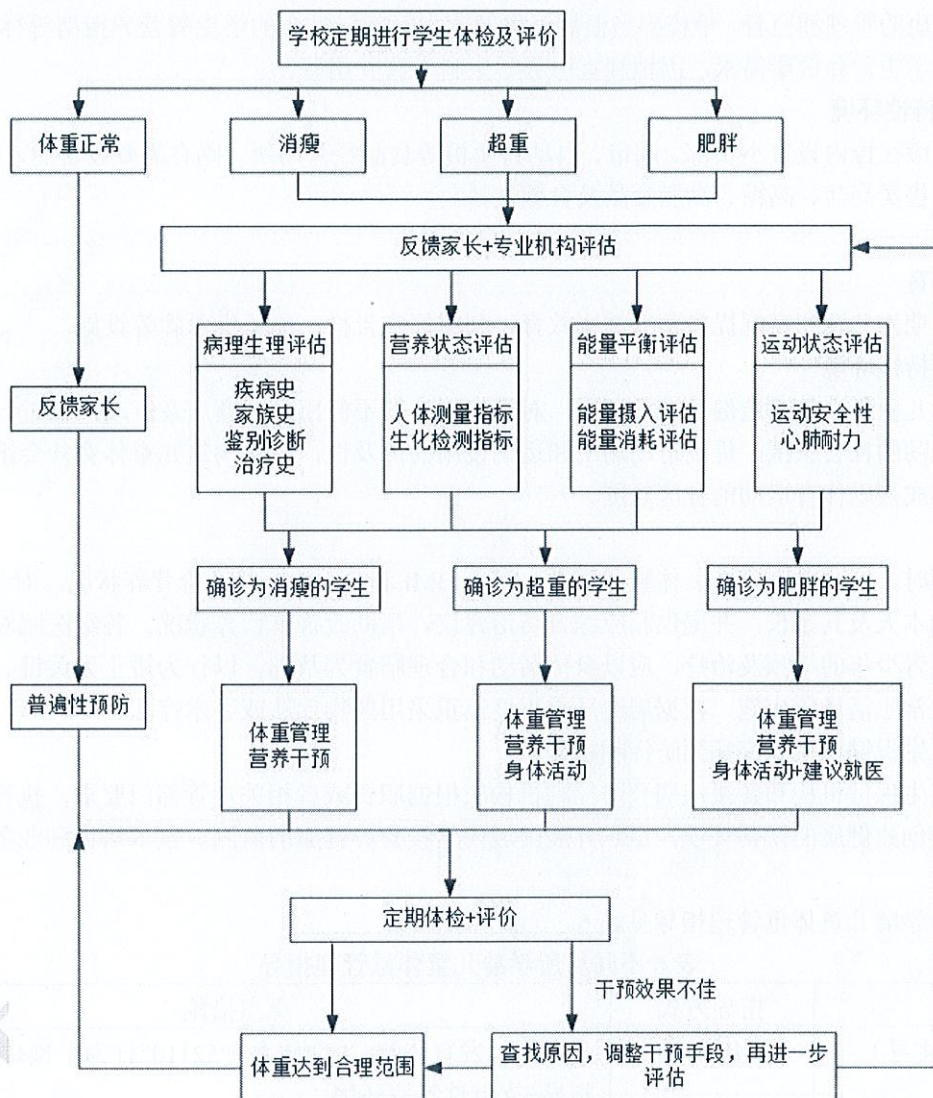 学校定期进行学生体检及评价
体重正常
消瘦
超重
肥胖
反馈家长+专业机构评估
病理生理评估
疾病史
家族史
鉴别诊断
治疗史
营养状态评估
人体测量指标
生化检测指标
能量平衡评估
能量摄入评估
能量消耗评估
运动状态评估
运动安全性
心肺耐力
反馈家长
确诊为消瘦的学生
确诊为超重的学生
确诊为肥胖的学生
普遍性预防
体重管理
营养干预
体重管理
营养干预
身体活动
体重管理
营养干预
身体活动+建议就医
定期体检+评价
干预效果不佳
体重达到合理范围
查找原因，调整干预手段，再进一步
评估